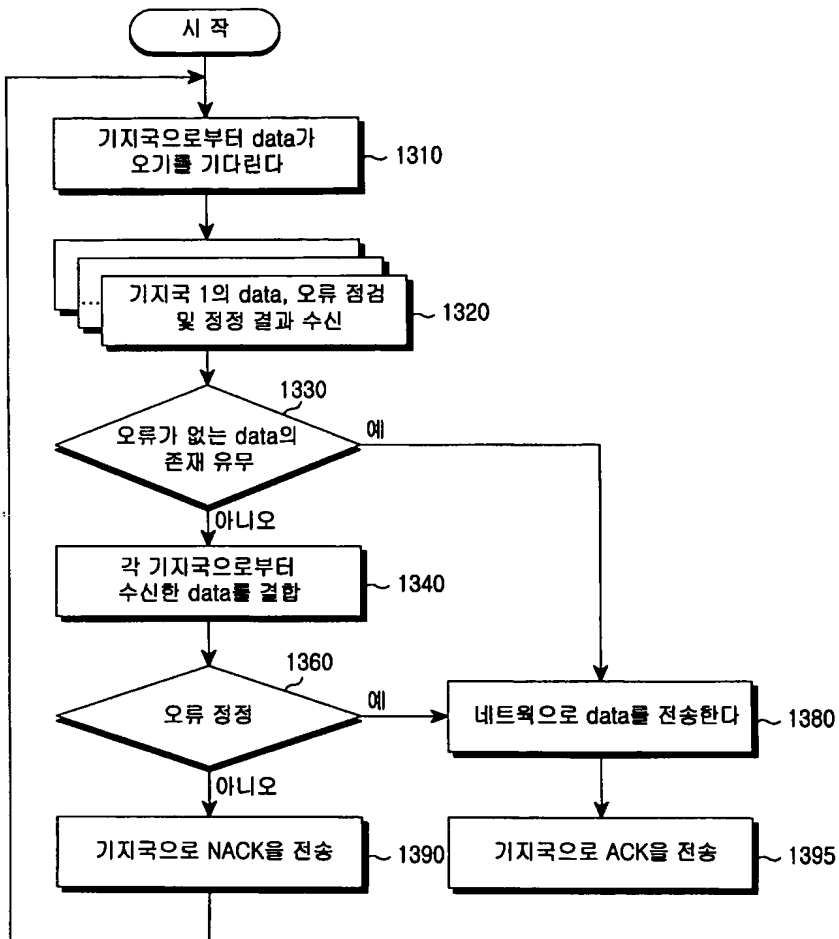 시 작
기지국으로부터 data가
오기를 기다린다
1310
...
기지국 1의 data, 오류 점검
및 정정 결과 수신
1320
1330
오류가 없는 data의
존재 유무
예
아니오
각 기지국으로부터
수신한 data를 결합
1340
1360
오류 정정
예
네트웍으로 data를 전송한다
1380
아니오
기지국으로 NACK을 전송
1390
기지국으로 ACK을 전송
1395